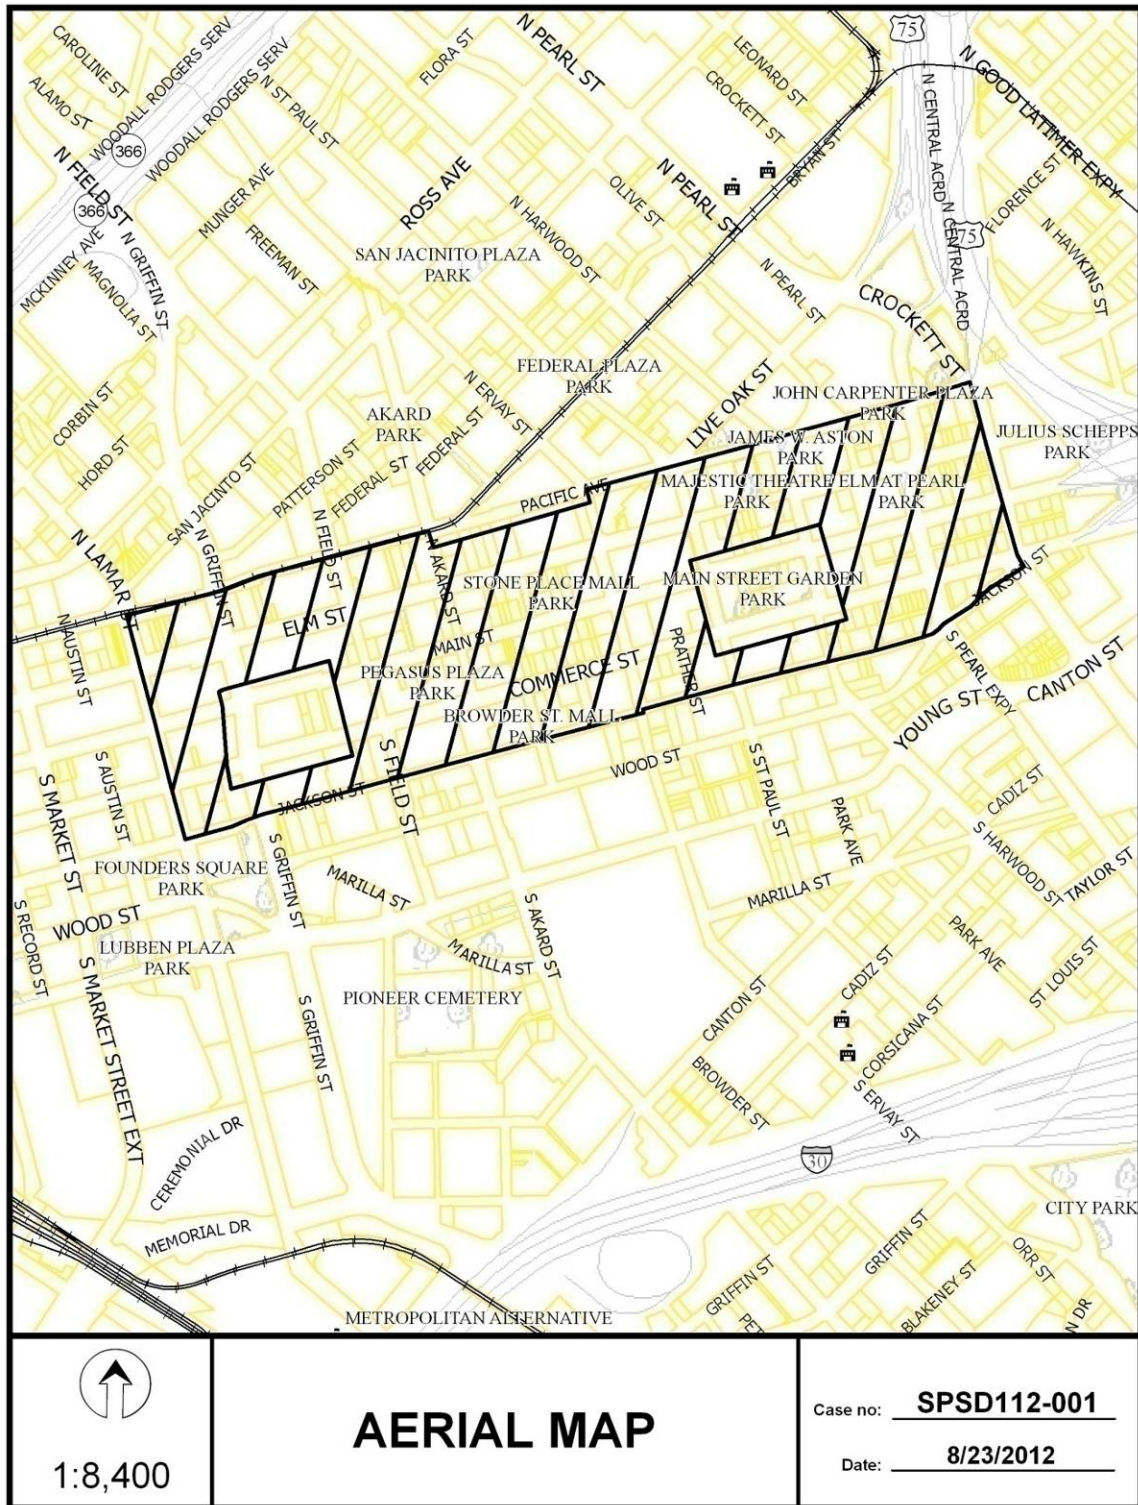 CAROLINE ST
ALAMO ST
WOODALL RODGERS SERV
WOODALL RODGERS SERV
N ST PAUL ST
FLORA ST
N PEARL ST
LEONARD ST
CROCKETT ST
75
N CENTRAL ACRD
N GOOD LATIMER EXPY
366
N FIELD ST
366
MUNGER AVE
FREEMAN ST
ROSS AVE
N HARWOOD ST
OLIVE ST
N PEARL ST
BRYAN ST
N CENTRAL ACRD
75
FLORENCE ST
N HAWKINS ST
MCKINNEY AVE
N GRIFFIN ST
MAGNOLIA ST
SAN JACINITO PLAZA
PARK
N PEARL ST
CROCKETT ST
FEDERAL PLAZA
PARK
N ERVAY ST
AKARD
PARK
LIVE OAK ST
JOHN CARPENTER PLAZA
PARK
JULIUS SCHEPPS
PARK
CORBIN ST
HORD ST
SAN JACINTO ST
PATTERSON ST
FEDERAL ST
FEDERAL ST
JAMES W. ASTON
PARK
PACIFIC AVE
MAJESTIC THEATRE
PARK
ELM AT PEARL
PARK
N LAMAR ST
N GRIFFIN ST
N FIELD ST
N AKARD ST
STONE PLACE MALL
PARK
MAIN STREET GARDEN
PARK
JACKSON ST
N AUSTIN ST
ELM ST
MAIN ST
PEGASUS PLAZA
PARK
COMMERCE ST
PRATHER ST
S PEARL EXPY
CANTON ST
YOUNG ST
BROWDER ST. MALL
PARK
S MARKET ST
S AUSTIN ST
JACKSON ST
S FIELD ST
WOOD ST
S ST PAUL ST
PARK AVE
CADIZ ST
S HARWOOD ST
TAYLOR ST
FOUNDERS SQUARE
PARK
S GRIFFIN ST
MARILLA ST
MARILLA ST
S RECORD ST
WOOD ST
LUBBEN PLAZA
PARK
S AKARD ST
MARILLA ST
PARK AVE
ST LOUIS ST
S MARKET STREET EXT
S GRIFFIN ST
PIONEER CEMETERY
CANTON ST
CADIZ ST
CORSICANA ST
BROWDER ST
S ERVAY ST
CEREMONIAL DR
MEMORIAL DR
30
CITY PARK
GRIFFIN ST
GRIFFIN ST
BLAKENEY ST
ORR ST
N DR
METROPOLITAN ALTERNATIVE
PET
1:8,400
AERIAL MAP
Case no: SPSD112-001
Date: 8/23/2012